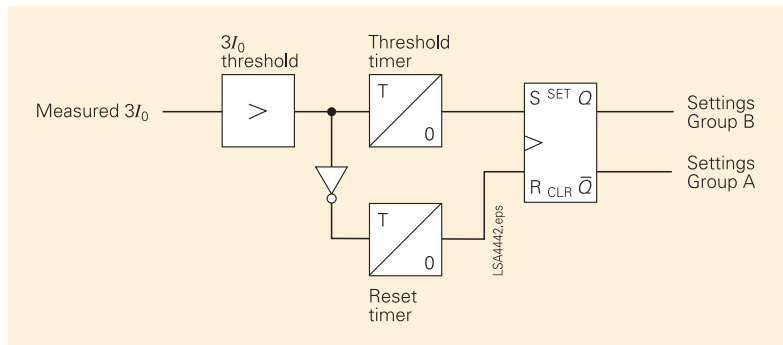 3I₀
threshold
Threshold
timer
Measured 3I₀
>
T
0
S SET Q
R CLR Q̅
Settings
Group B
Settings
Group A
T
0
Reset
timer
LSA4442.eps